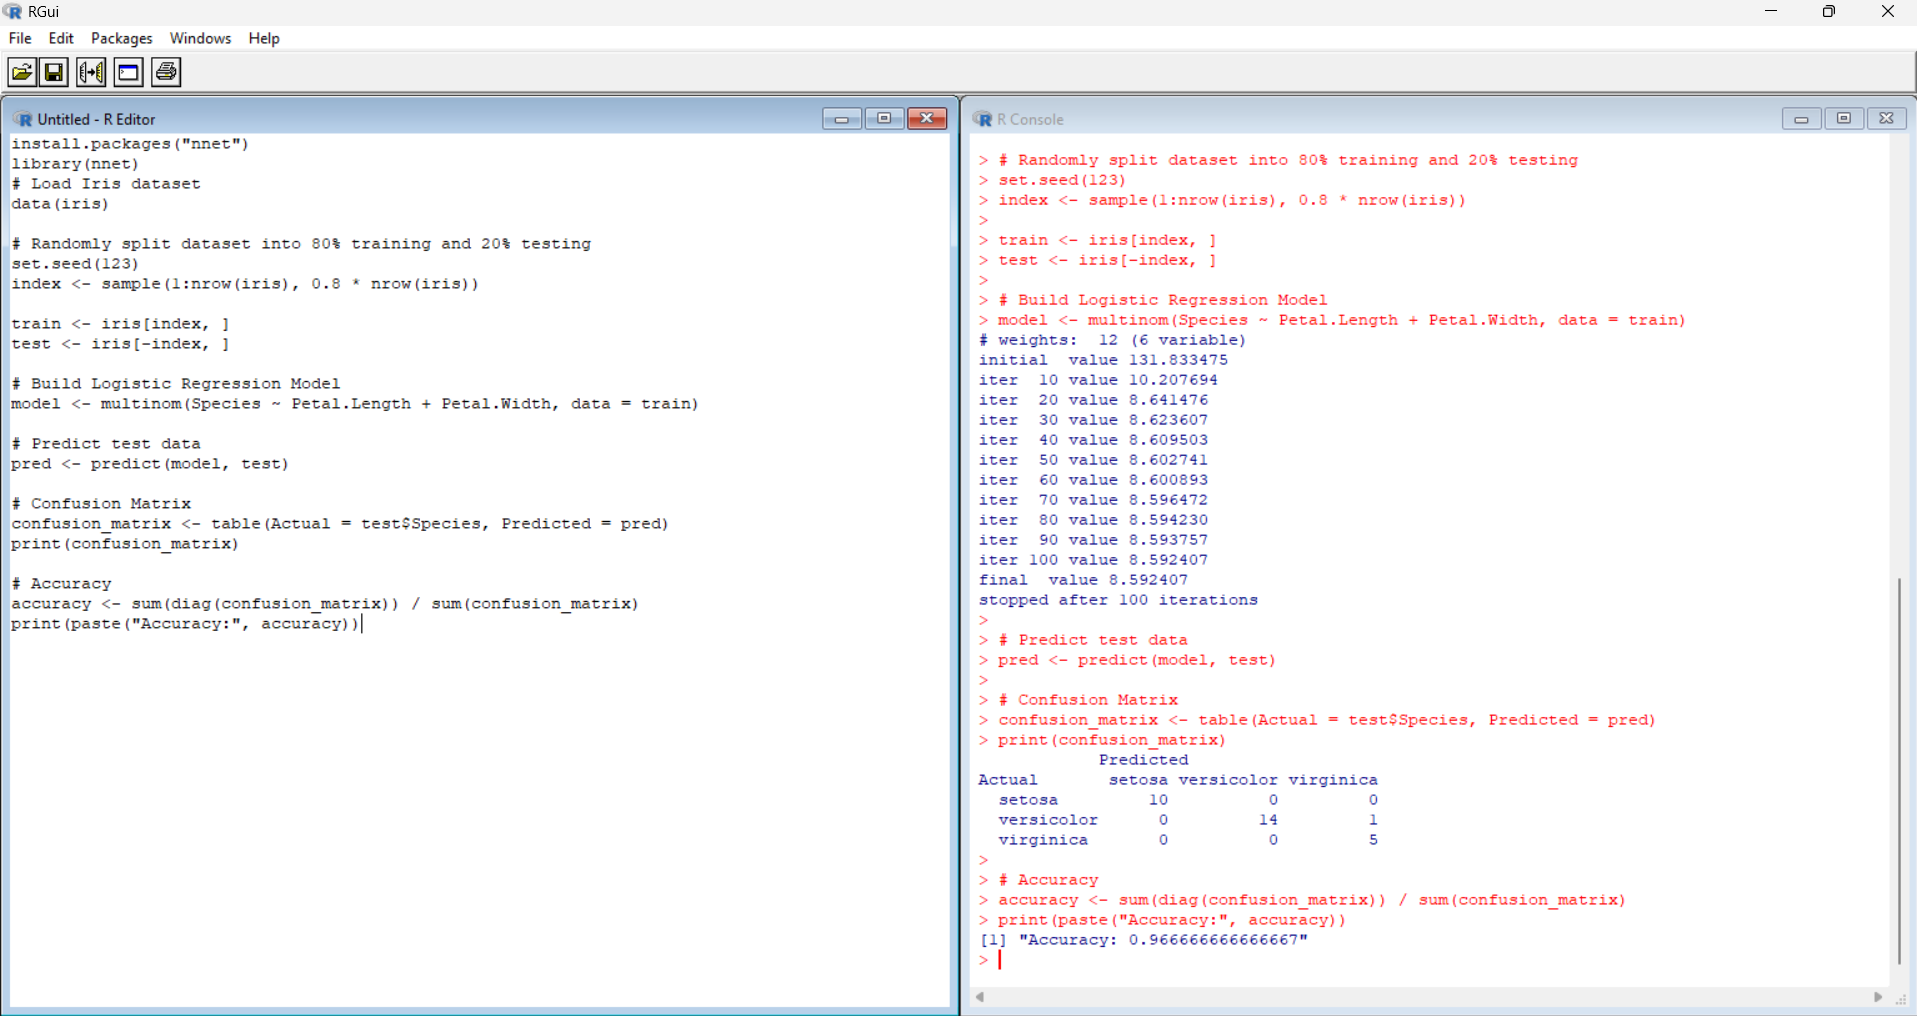 RGui
File Edit Packages Windows Help
Untitled - R Editor
install.packages("nnet")
library(nnet)
# Load Iris dataset
data(iris)
# Randomly split dataset into 80% training and 20% testing
set.seed(123)
index <- sample(1:nrow(iris), 0.8 * nrow(iris))
train <- iris[index, ]
test <- iris[-index, ]
# Build Logistic Regression Model
model <- multinom(Species ~ Petal.Length + Petal.Width, data = train)
# Predict test data
pred <- predict(model, test)
# Confusion Matrix
confusion_matrix <- table(Actual = test$Species, Predicted = pred)
print(confusion_matrix)
# Accuracy
accuracy <- sum(diag(confusion_matrix)) / sum(confusion_matrix)
print(paste("Accuracy:", accuracy))
R Console
> # Randomly split dataset into 80% training and 20% testing
> set.seed(123)
> index <- sample(1:nrow(iris), 0.8 * nrow(iris))
>
> train <- iris[index, ]
> test <- iris[-index, ]
>
> # Build Logistic Regression Model
> model <- multinom(Species ~ Petal.Length + Petal.Width, data = train)
# weights:  12 (6 variable)
initial  value 131.833475
iter  10 value 10.207694
iter  20 value 8.641476
iter  30 value 8.623607
iter  40 value 8.609503
iter  50 value 8.602741
iter  60 value 8.600893
iter  70 value 8.596472
iter  80 value 8.594230
iter  90 value 8.593757
iter 100 value 8.592407
final  value 8.592407
stopped after 100 iterations
>
> # Predict test data
> pred <- predict(model, test)
>
> # Confusion Matrix
> confusion_matrix <- table(Actual = test$Species, Predicted = pred)
> print(confusion_matrix)
            Predicted
Actual       setosa versicolor virginica
  setosa         10          0         0
  versicolor      0         14         1
  virginica       0          0         5
>
> # Accuracy
> accuracy <- sum(diag(confusion_matrix)) / sum(confusion_matrix)
> print(paste("Accuracy:", accuracy))
[1] "Accuracy: 0.966666666666667"
>